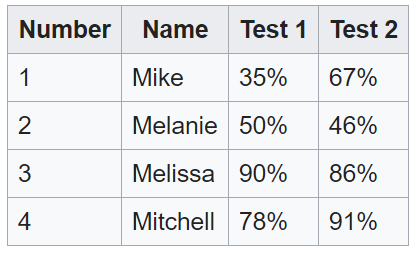 Number Name Test 1 Test 2
1 Mike 35% 67%
2 Melanie 50% 46%
3 Melissa 90% 86%
4 Mitchell 78% 91%